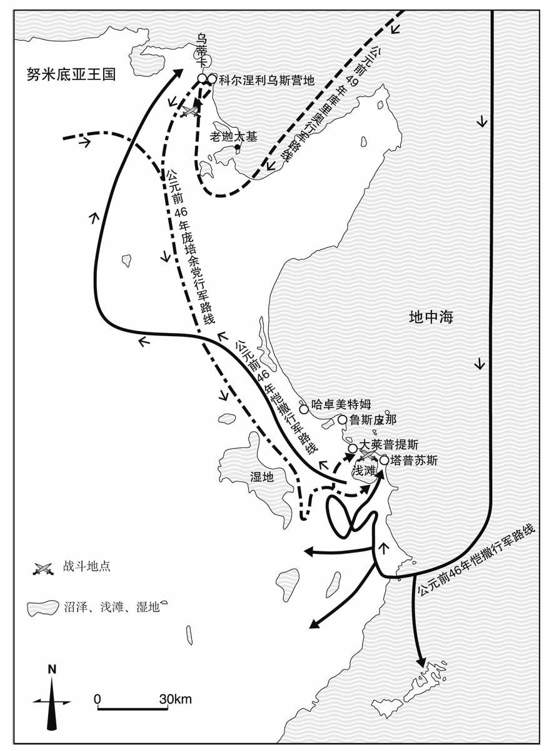 乌蒂卡
努米底亚王国
科尔涅利乌斯营地
老迦太基
公元前49年库里奥行军路线
公元前46年庞培余党行军路线
地中海
公元前46年恺撒行军路线
哈卓美特姆
鲁斯皮那
大莱普提斯
塔普苏斯
浅滩
湿地
公元前46年恺撒行军路线
战斗地点
沼泽、浅滩、湿地
N
0
30km